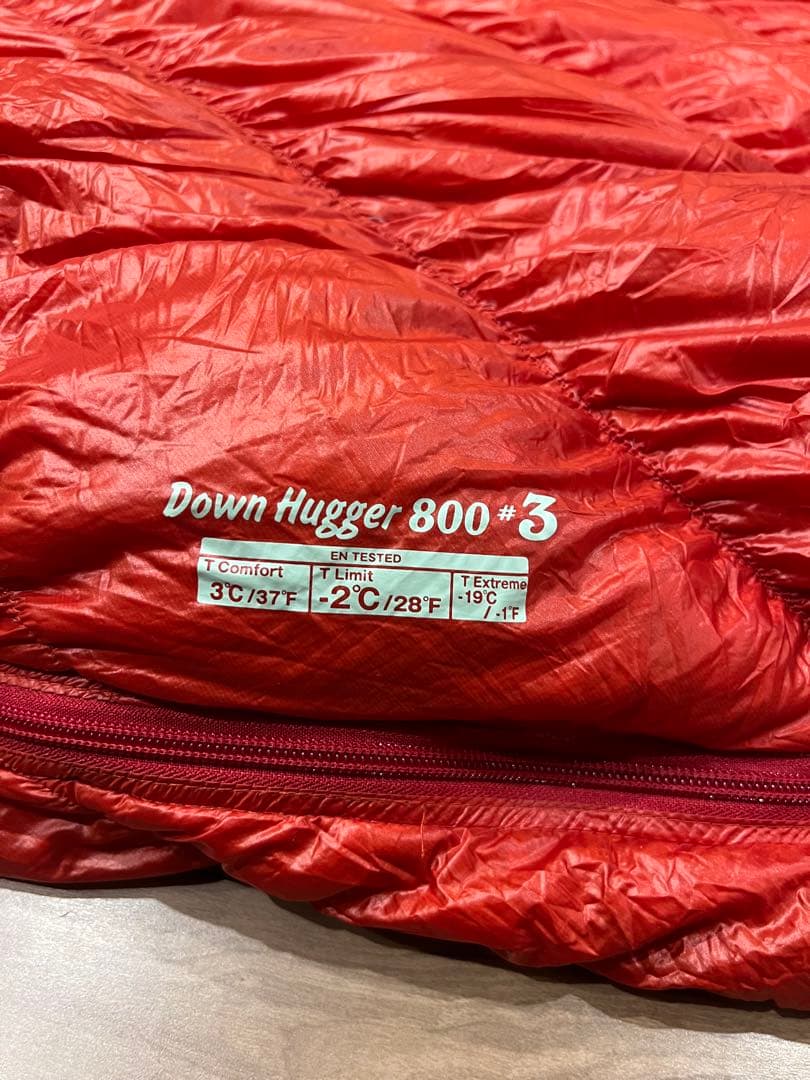 Down Hugger 800 #3
EN TESTED
T Comfort
3℃/37℉
T Limit
-2℃/28℉
T Extreme
-19℃
/ -1℉